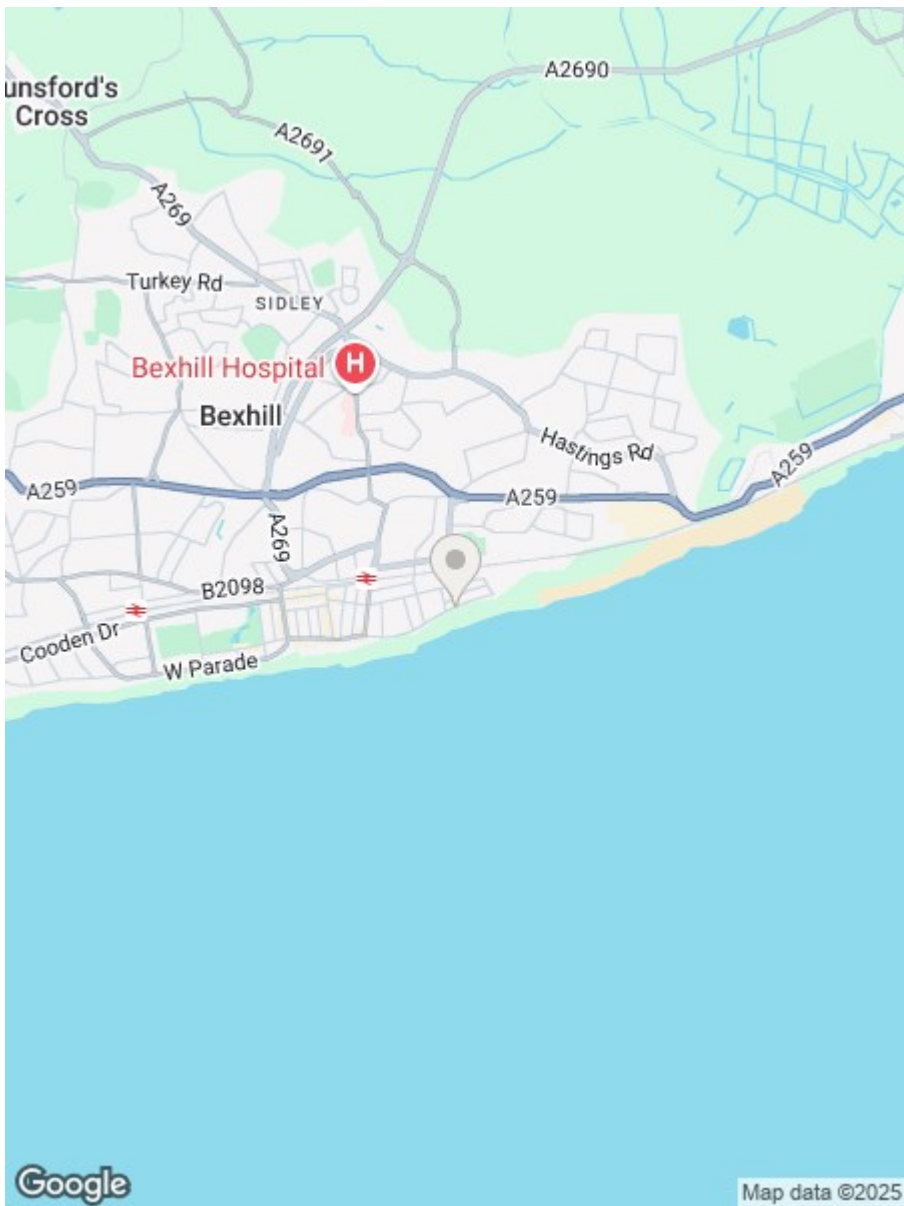 A2690
unsford's
Cross
A2691
A269
Turkey Rd
SIDLEY
Bexhill Hospital
H
Bexhill
Hastings Rd
A259
A259
A259
A269
B2098
Cooden Dr
W Parade
Google
Map data ©2025